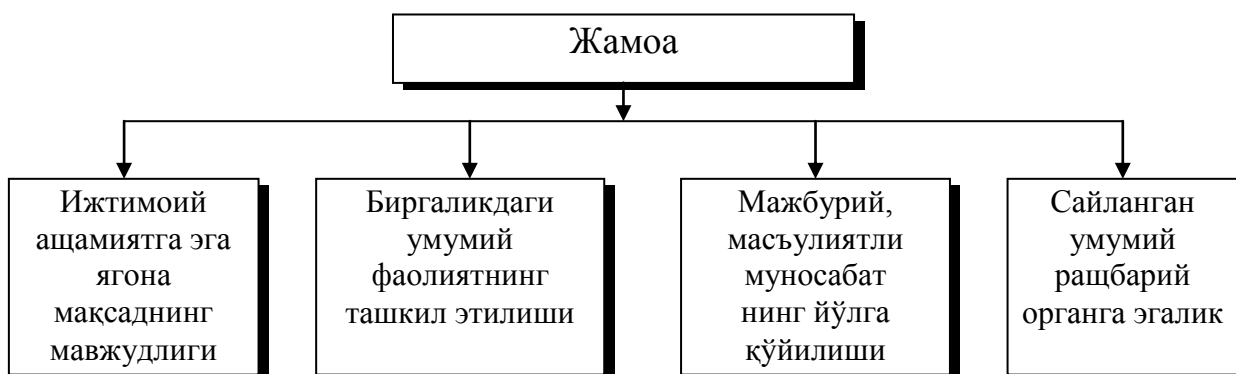 Жамоа
Ижтимоий
ащамиятга эга
ягона
мақсаднинг
мавжудлиги
Биргаликдаги
умумий
фаолиятнинг
ташкил этилиши
Мажбурий,
масъулиятли
муносабат
нинг йўлга
қўйилиши
Сайланган
умумий
ращбарий
органга эгалик